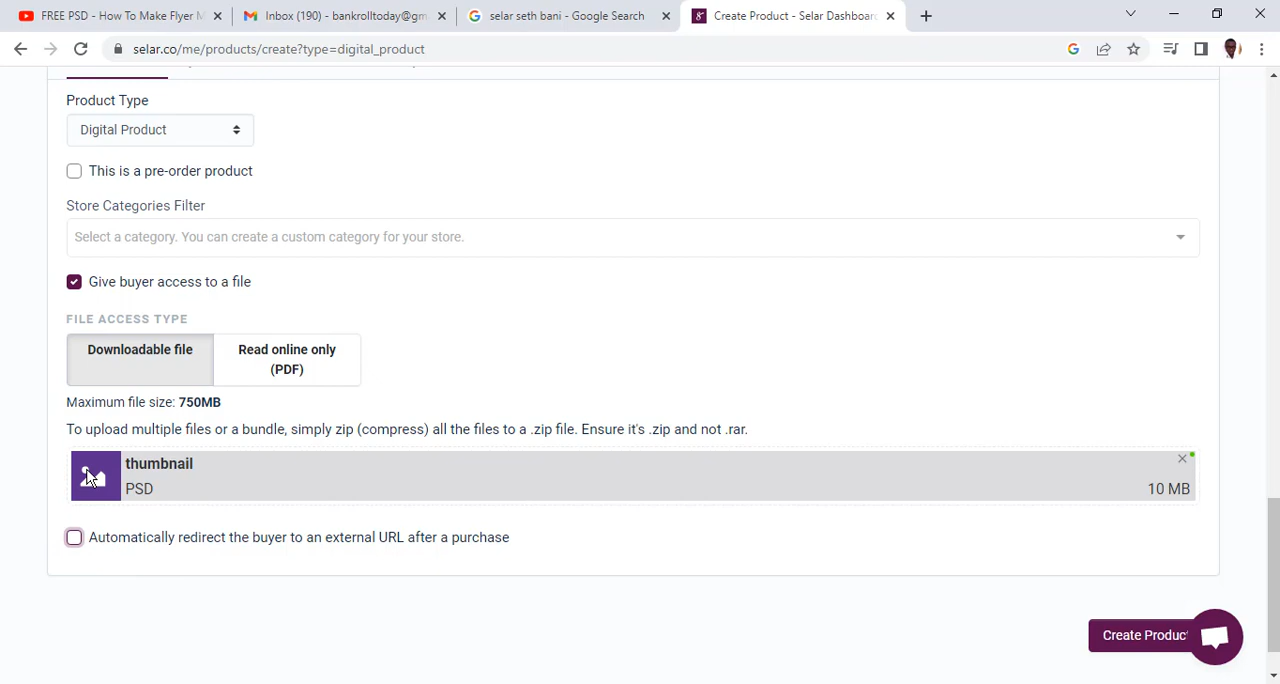 FREE PSD - How To Make Flyer M
Inbox (190) - bankrolltoday@gm
selar seth bani - Google Search
Create Product - Selar Dashboard
selar.co/me/products/create?type=digital_product
Product Type
Digital Product
This is a pre-order product
Store Categories Filter
Select a category. You can create a custom category for your store.
Give buyer access to a file
FILE ACCESS TYPE
Downloadable file
Read online only
(PDF)
Maximum file size: 750MB
To upload multiple files or a bundle, simply zip (compress) all the files to a .zip file. Ensure it's .zip and not .rar.
thumbnail
PSD
10 MB
Automatically redirect the buyer to an external URL after a purchase
Create Product